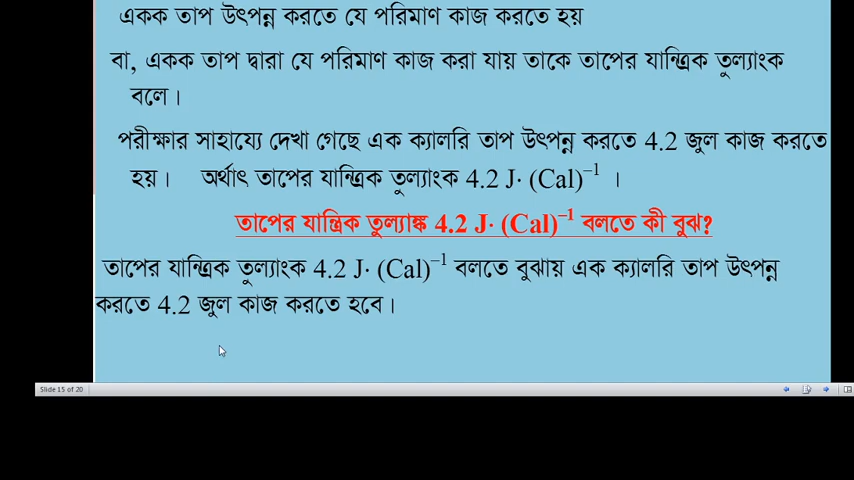 একক তাপ উৎপন্ন করতে যে পরিমাণ কাজ করতে হয়
বা, একক তাপ দ্বারা যে পরিমাণ কাজ করা যায় তাকে তাপের যান্ত্রিক তুল্যাংক
বলে।
পরীক্ষার সাহায্যে দেখা গেছে এক ক্যালরি তাপ উৎপন্ন করতে 4.2 জুল কাজ করতে
হয়। অর্থাৎ তাপের যান্ত্রিক তুল্যাংক 4.2 J· (Cal)⁻¹ ।
তাপের যান্ত্রিক তুল্যাঙ্ক 4.2 J· (Cal)⁻¹ বলতে কী বুঝ?
তাপের যান্ত্রিক তুল্যাংক 4.2 J· (Cal)⁻¹ বলতে বুঝায় এক ক্যালরি তাপ উৎপন্ন
করতে 4.2 জুল কাজ করতে হবে।
Slide 15 of 20